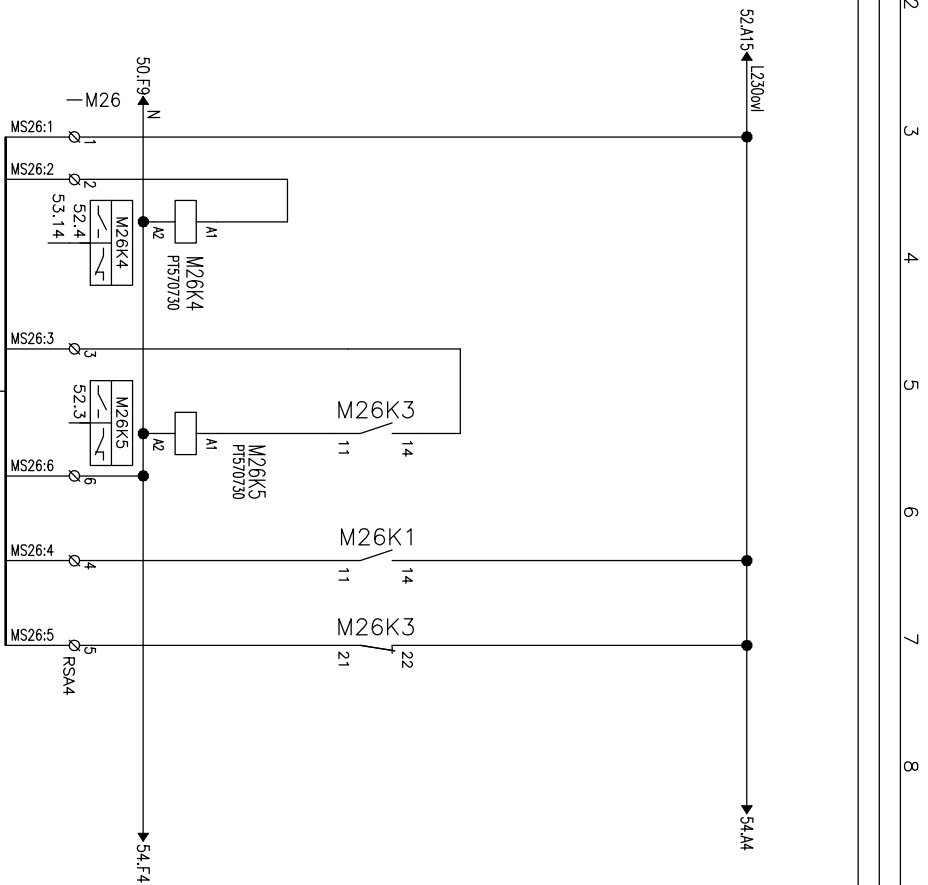 2
3
4
5
6
7
8
52.A15
L230ovl
54.A4
50.F9
N
54.F4
—M26
MS26:1
1
MS26:2
2
M26K4
52.4
53.14
A2
A1
M26K4
PT570730
MS26:3
3
M26K5
52.3
A2
A1
M26K5
PT570730
M26K3
11
14
MS26:6
6
MS26:4
4
M26K1
11
14
MS26:5
5
RSA4
M26K3
21
22